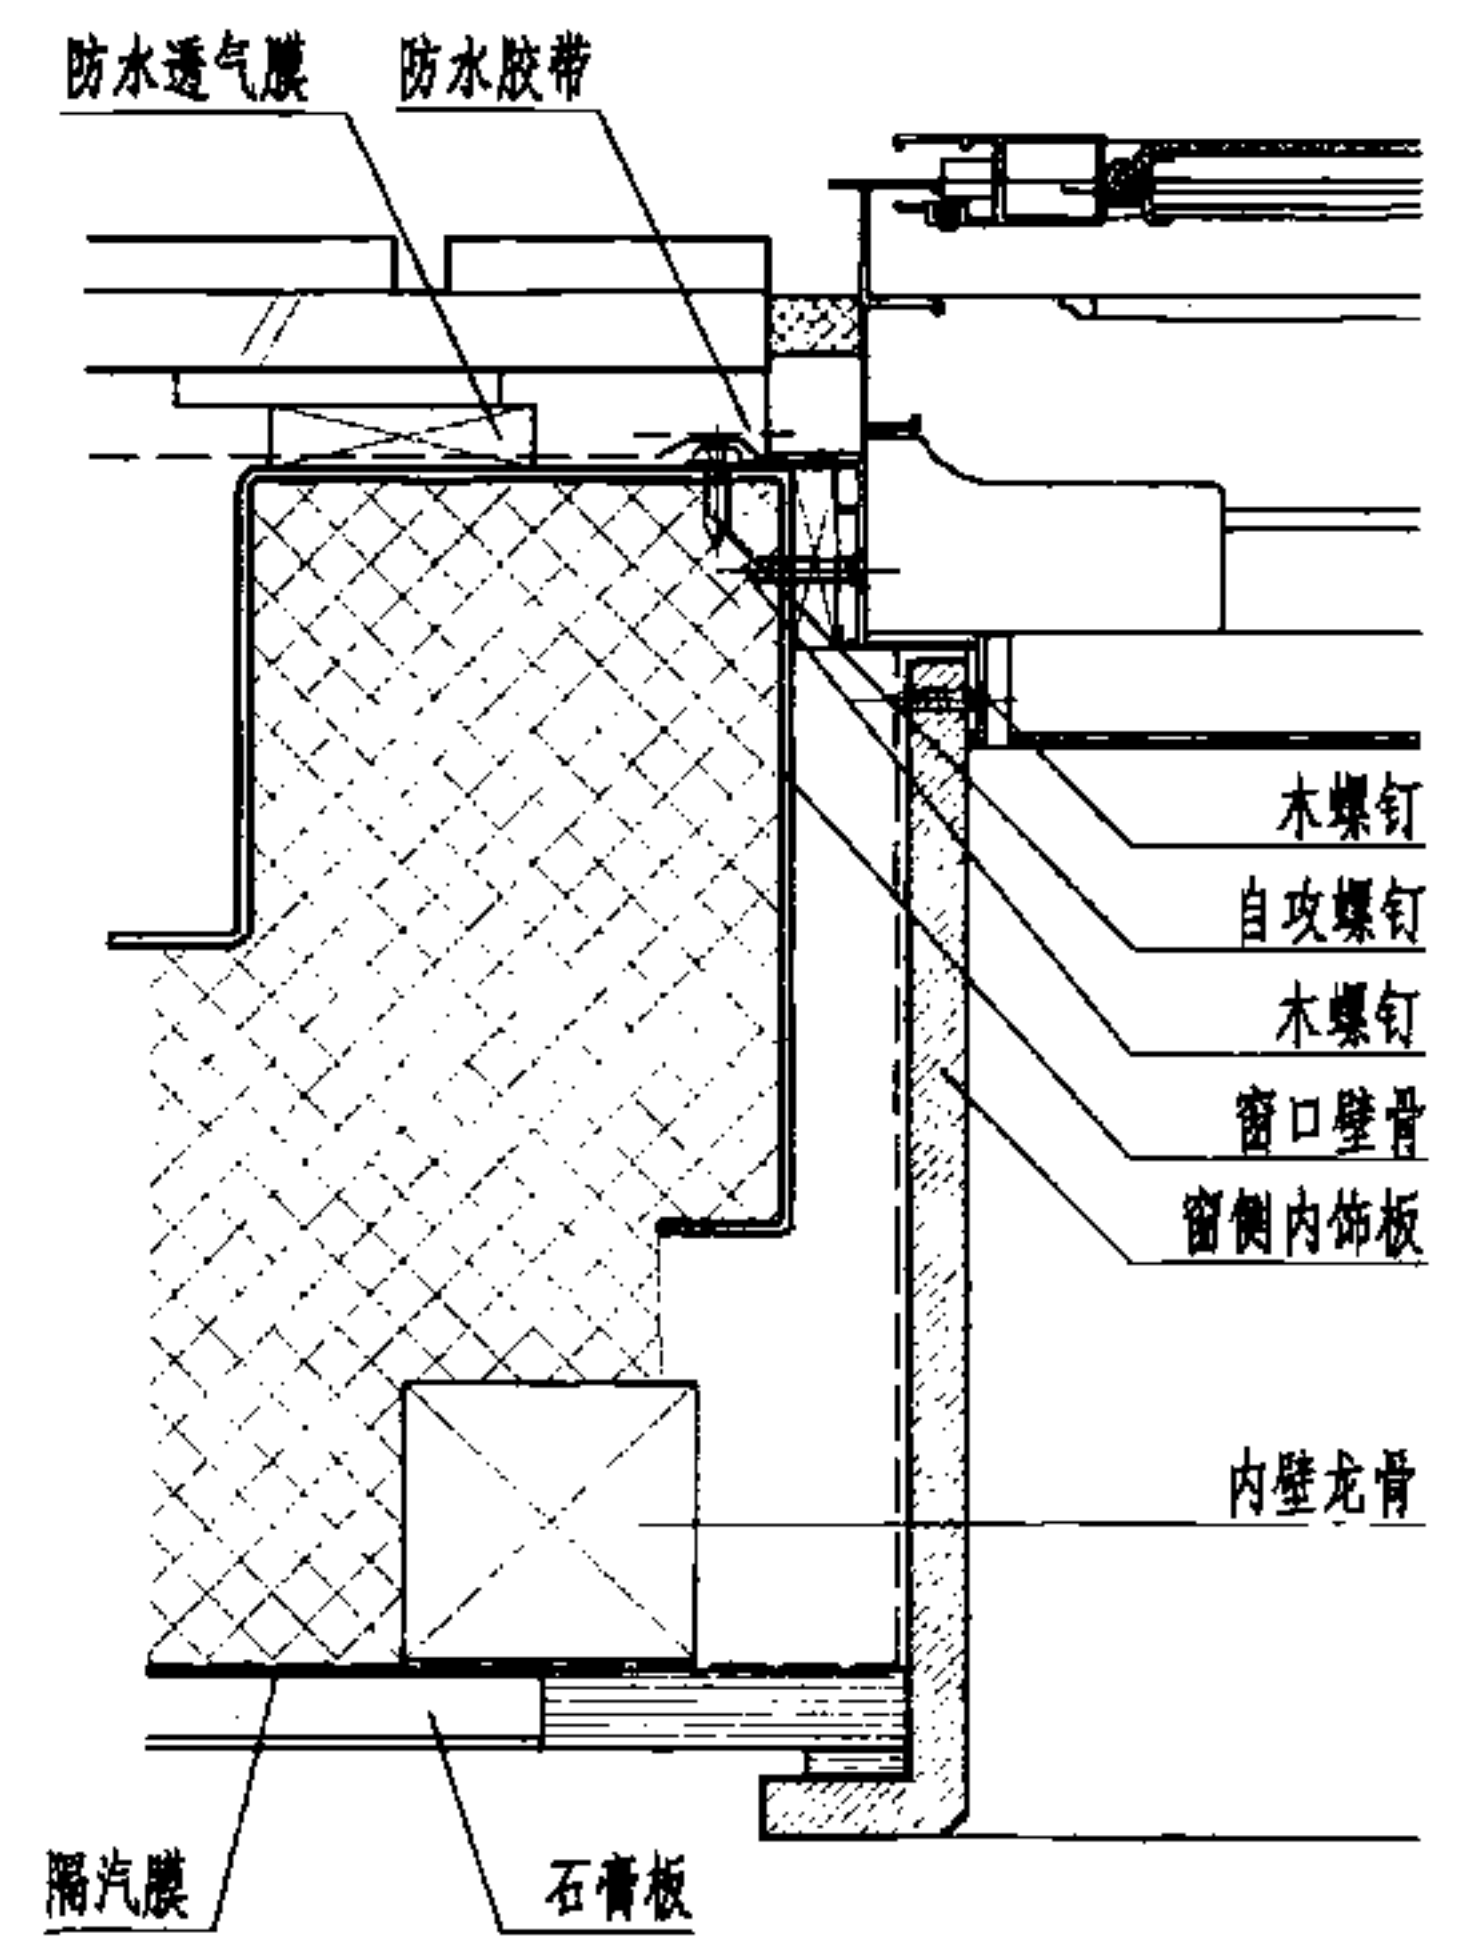 防水透气膜
防水胶带
木螺钉
自攻螺钉
木螺钉
窗口壁骨
窗侧内饰板
内壁龙骨
隔汽膜
石膏板